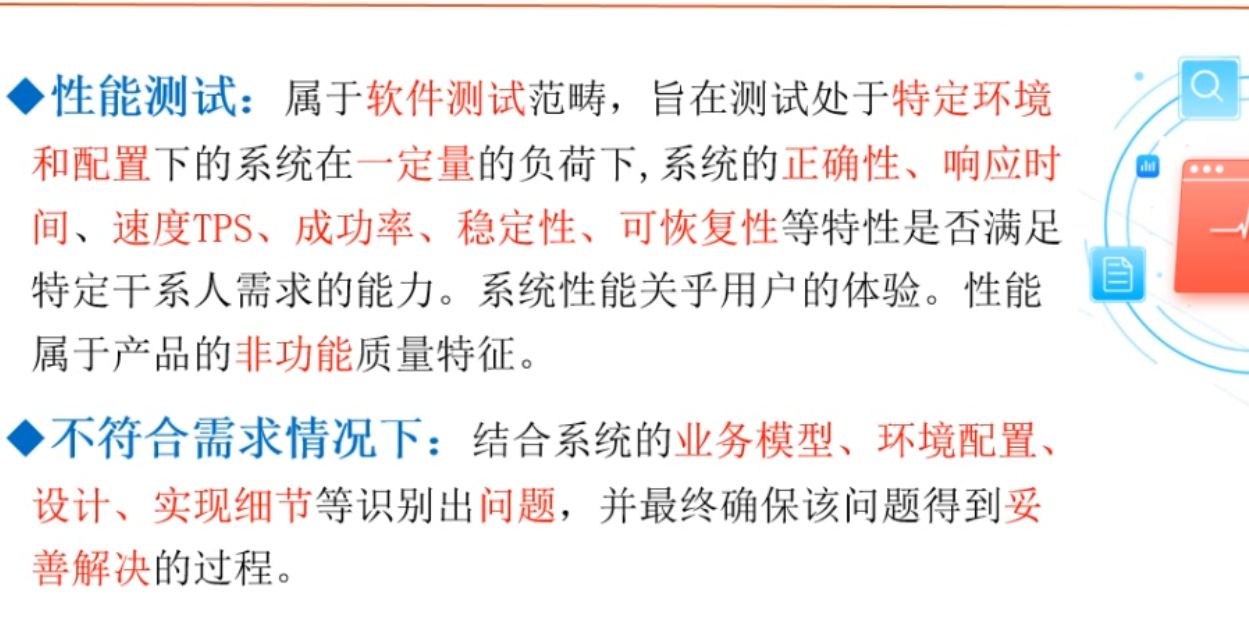 ◆性能测试：属于软件测试范畴，旨在测试处于特定环境
和配置下的系统在一定量的负荷下,系统的正确性、响应时
间、速度TPS、成功率、稳定性、可恢复性等特性是否满足
特定干系人需求的能力。系统性能关乎用户的体验。性能
属于产品的非功能质量特征。
◆不符合需求情况下：结合系统的业务模型、环境配置、
设计、实现细节等识别出问题，并最终确保该问题得到妥
善解决的过程。